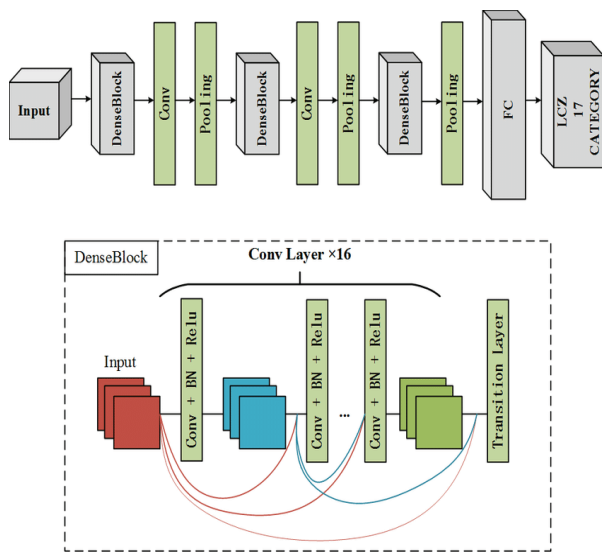 Input
DenseBlock
Conv
Pooling
DenseBlock
Conv
Pooling
DenseBlock
Pooling
FC
LCZ
17
CATEGORY
DenseBlock
Conv Layer ×16
Input
Conv + BN + Relu
Conv + BN + Relu
...
Conv + BN + Relu
Transition Layer